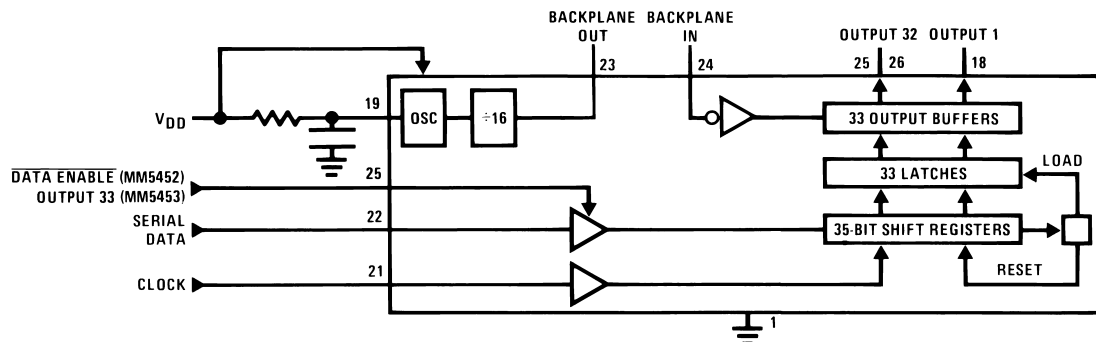 BACKPLANE OUT
BACKPLANE IN
OUTPUT 32
OUTPUT 1
23
24
25
26
18
V_DD
19
OSC
÷16
33 OUTPUT BUFFERS
DATA ENABLE (MM5452)
OUTPUT 33 (MM5453)
25
33 LATCHES
LOAD
SERIAL DATA
22
35-BIT SHIFT REGISTERS
RESET
CLOCK
21
1